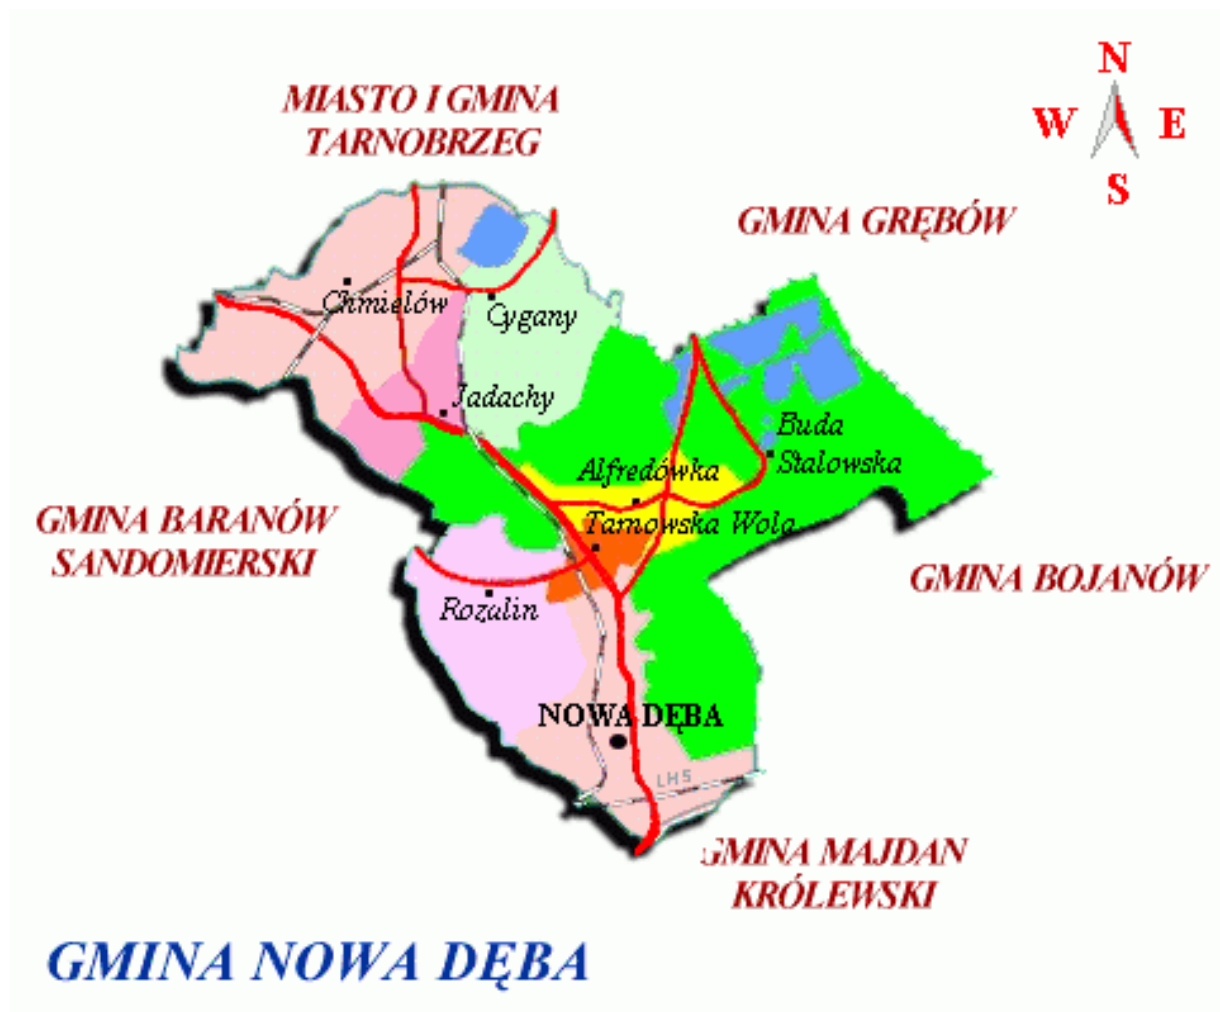 MIASTO I GMINA
TARNOBRZEG
N
W E
S
GMINA GRĘBÓW
Chmielów
Cygany
Jadachy
Buda
Stalowska
Alfredówka
Tarnowska Wola
GMINA BARANÓW
SANDOMIERSKI
GMINA BOJANÓW
Rozalin
NOWA DĘBA
LHS
GMINA MAJDAN
KRÓLEWSKI
GMINA NOWA DĘBA